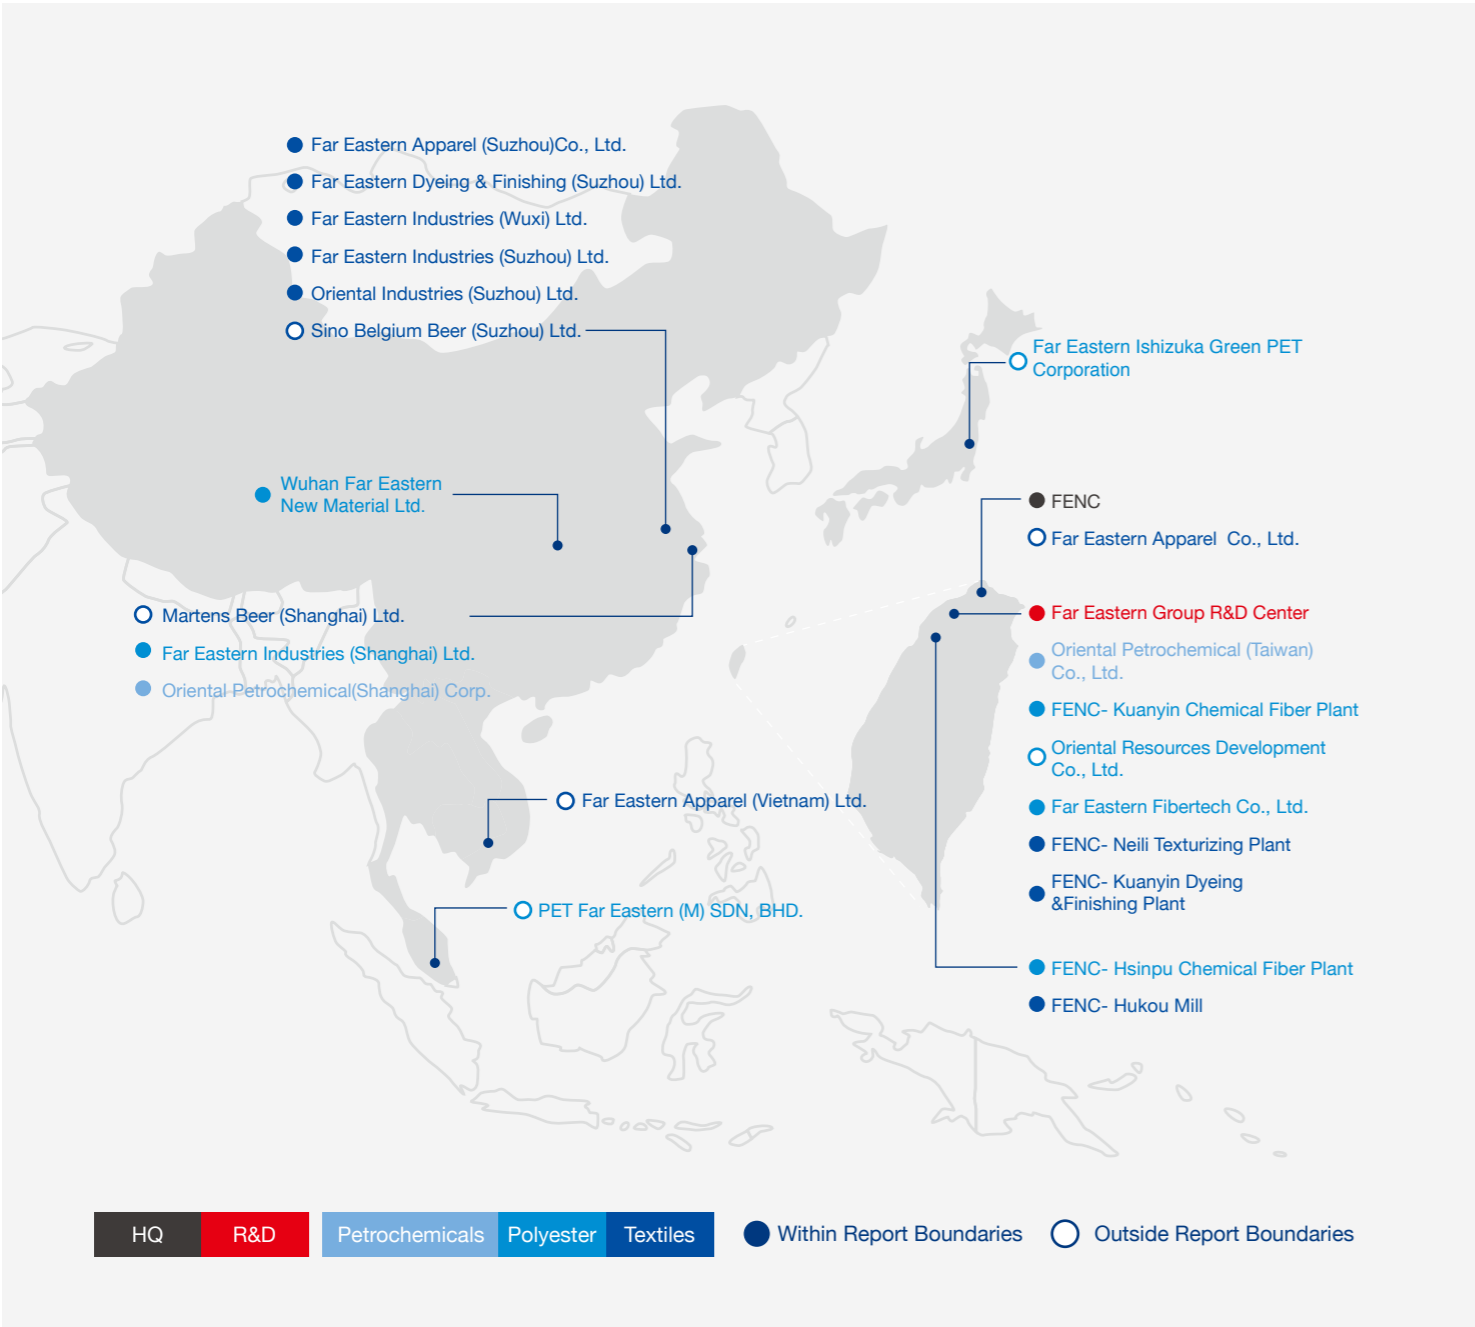 Far Eastern Apparel (Suzhou)Co., Ltd.
Far Eastern Dyeing & Finishing (Suzhou) Ltd.
Far Eastern Industries (Wuxi) Ltd.
Far Eastern Industries (Suzhou) Ltd.
Oriental Industries (Suzhou) Ltd.
Sino Belgium Beer (Suzhou) Ltd.
Far Eastern Ishizuka Green PET
Corporation
Wuhan Far Eastern
New Material Ltd.
Martens Beer (Shanghai) Ltd.
Far Eastern Industries (Shanghai) Ltd.
Oriental Petrochemical(Shanghai) Corp.
FENC
Far Eastern Apparel Co., Ltd.
Far Eastern Group R&D Center
Oriental Petrochemical (Taiwan)
Co., Ltd.
FENC- Kuanyin Chemical Fiber Plant
Oriental Resources Development
Co., Ltd.
Far Eastern Fibertech Co., Ltd.
FENC- Neili Texturizing Plant
FENC- Kuanyin Dyeing
&Finishing Plant
FENC- Hsinpu Chemical Fiber Plant
FENC- Hukou Mill
Far Eastern Apparel (Vietnam) Ltd.
PET Far Eastern (M) SDN, BHD.
HQ
R&D
Petrochemicals
Polyester
Textiles
Within Report Boundaries
Outside Report Boundaries